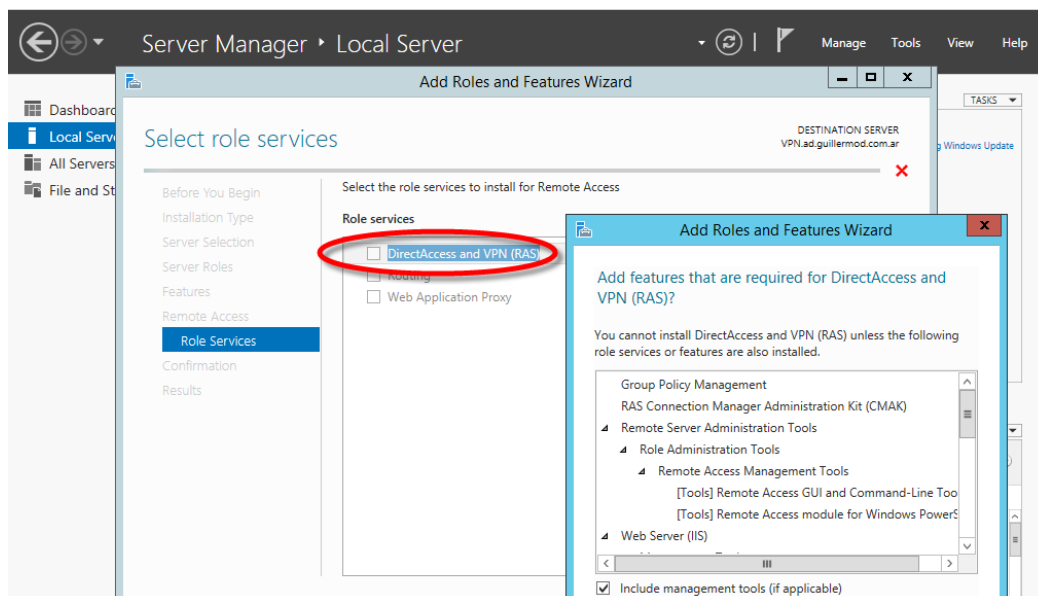 Server Manager ‣ Local Server
Manage Tools View Help
Add Roles and Features Wizard
Dashboard
Local Serv
All Servers
File and St
TASKS
g Windows Update
Select role services
DESTINATION SERVER
VPN.ad.guillermod.com.ar
Before You Begin
Installation Type
Server Selection
Server Roles
Features
Remote Access
Role Services
Confirmation
Results
Select the role services to install for Remote Access
Role services
DirectAccess and VPN (RAS)
Routing
Web Application Proxy
Add Roles and Features Wizard
Add features that are required for DirectAccess and
VPN (RAS)?
You cannot install DirectAccess and VPN (RAS) unless the following
role services or features are also installed.
Group Policy Management
RAS Connection Manager Administration Kit (CMAK)
Remote Server Administration Tools
Role Administration Tools
Remote Access Management Tools
[Tools] Remote Access GUI and Command-Line Too
[Tools] Remote Access module for Windows PowerS
Web Server (IIS)
Include management tools (if applicable)